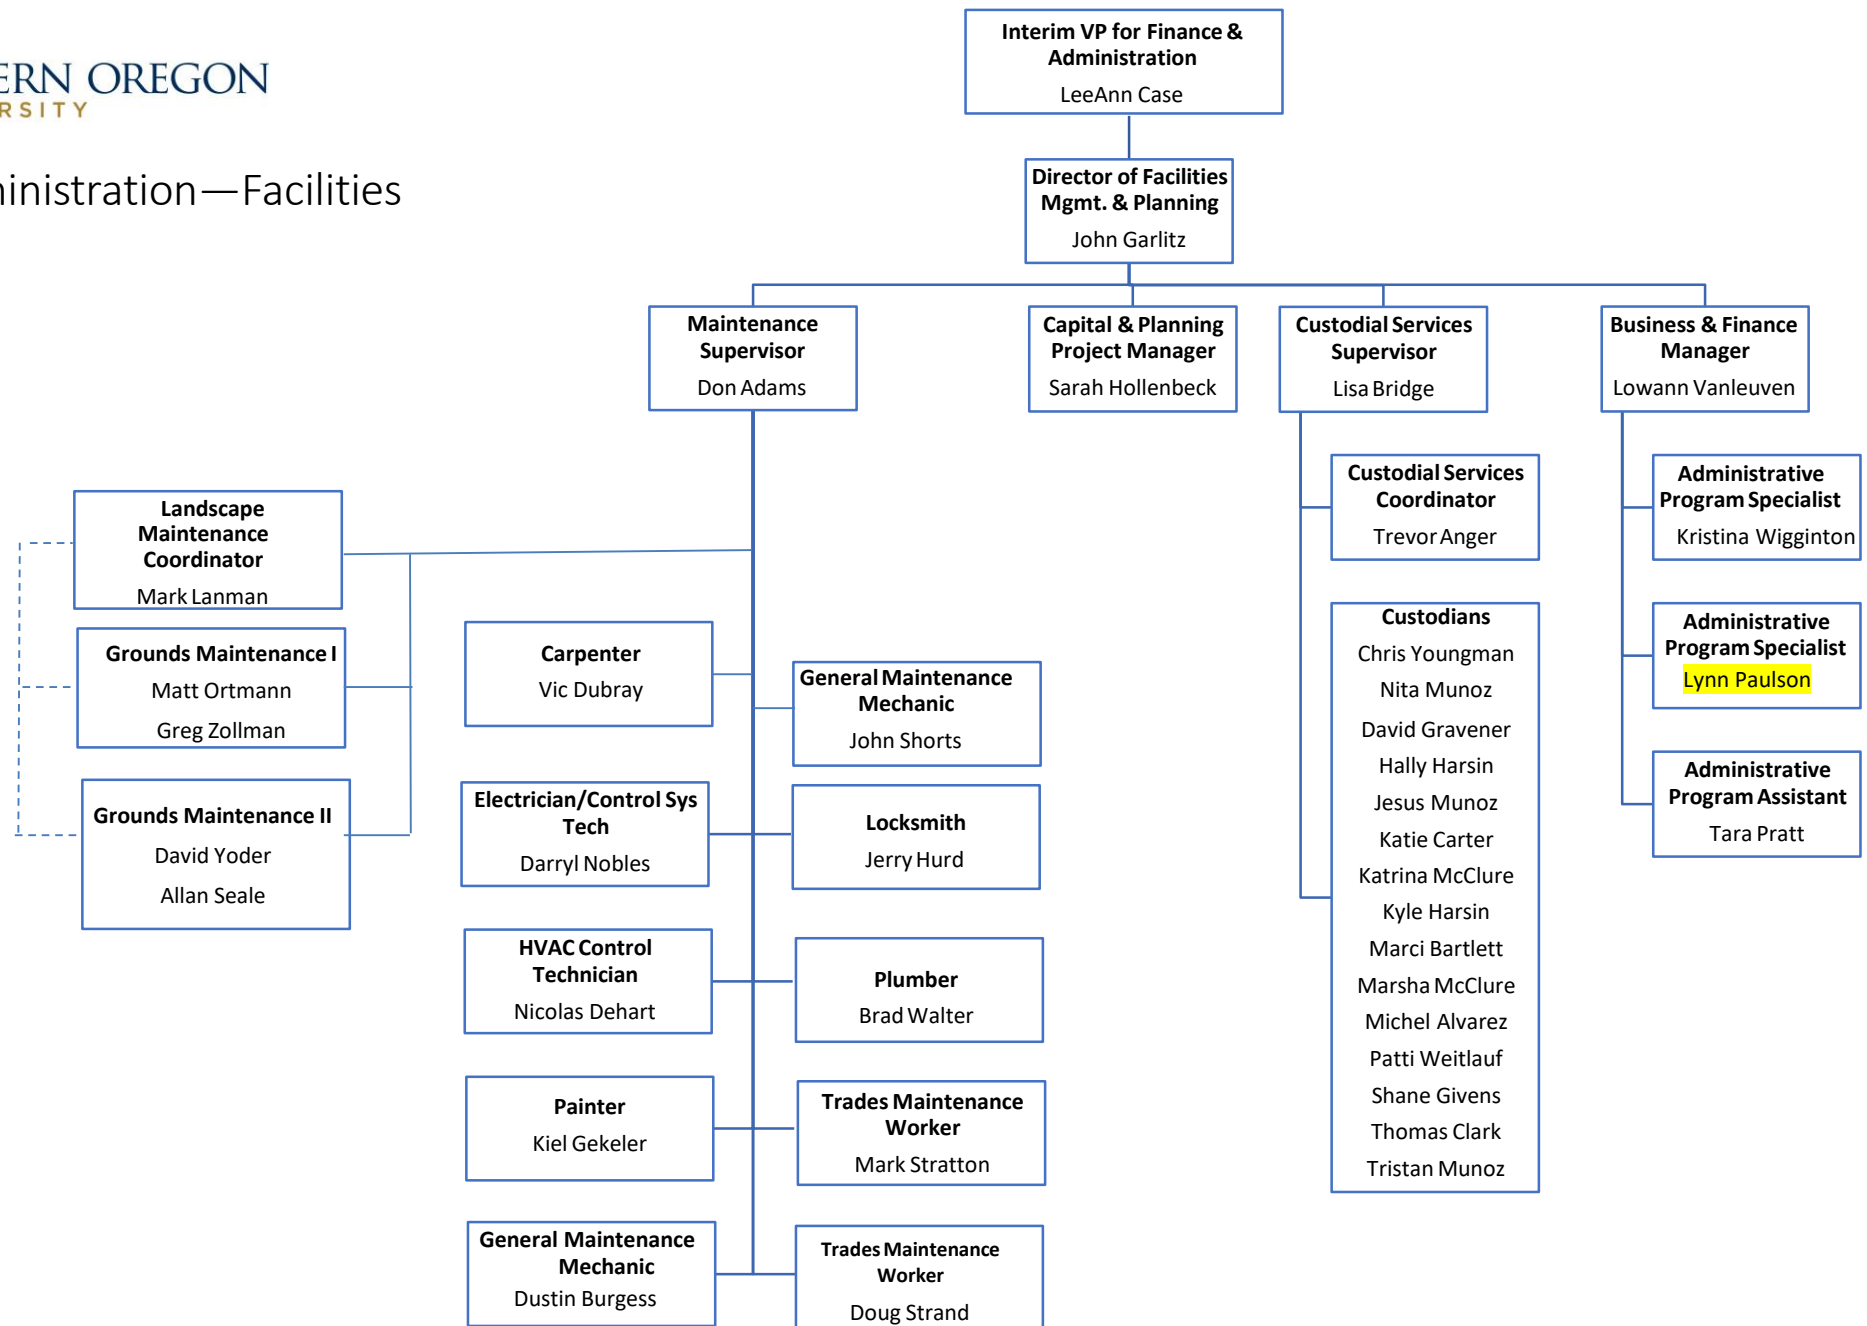 Interim VP for Finance &
Administration
LeeAnn Case
ERN OREGON
RSITY
ministration—Facilities
Director of Facilities
Mgmt. & Planning
John Garlitz
Maintenance
Supervisor
Don Adams
Capital & Planning
Project Manager
Sarah Hollenbeck
Custodial Services
Supervisor
Lisa Bridge
Business & Finance
Manager
Lowann Vanleuven
Landscape
Maintenance
Coordinator
Mark Lanman
Grounds Maintenance I
Matt Ortmann
Greg Zollman
Grounds Maintenance II
David Yoder
Allan Seale
Carpenter
Vic Dubray
General Maintenance
Mechanic
John Shorts
Electrician/Control Sys
Tech
Darryl Nobles
Locksmith
Jerry Hurd
HVAC Control
Technician
Nicolas Dehart
Plumber
Brad Walter
Painter
Kiel Gekeler
Trades Maintenance
Worker
Mark Stratton
General Maintenance
Mechanic
Dustin Burgess
Trades Maintenance
Worker
Doug Strand
Custodial Services
Coordinator
Trevor Anger
Custodians
Chris Youngman
Nita Munoz
David Gravener
Hally Harsin
Jesus Munoz
Katie Carter
Katrina McClure
Kyle Harsin
Marci Bartlett
Marsha McClure
Michel Alvarez
Patti Weitlauf
Shane Givens
Thomas Clark
Tristan Munoz
Administrative
Program Specialist
Kristina Wigginton
Administrative
Program Specialist
Lynn Paulson
Administrative
Program Assistant
Tara Pratt